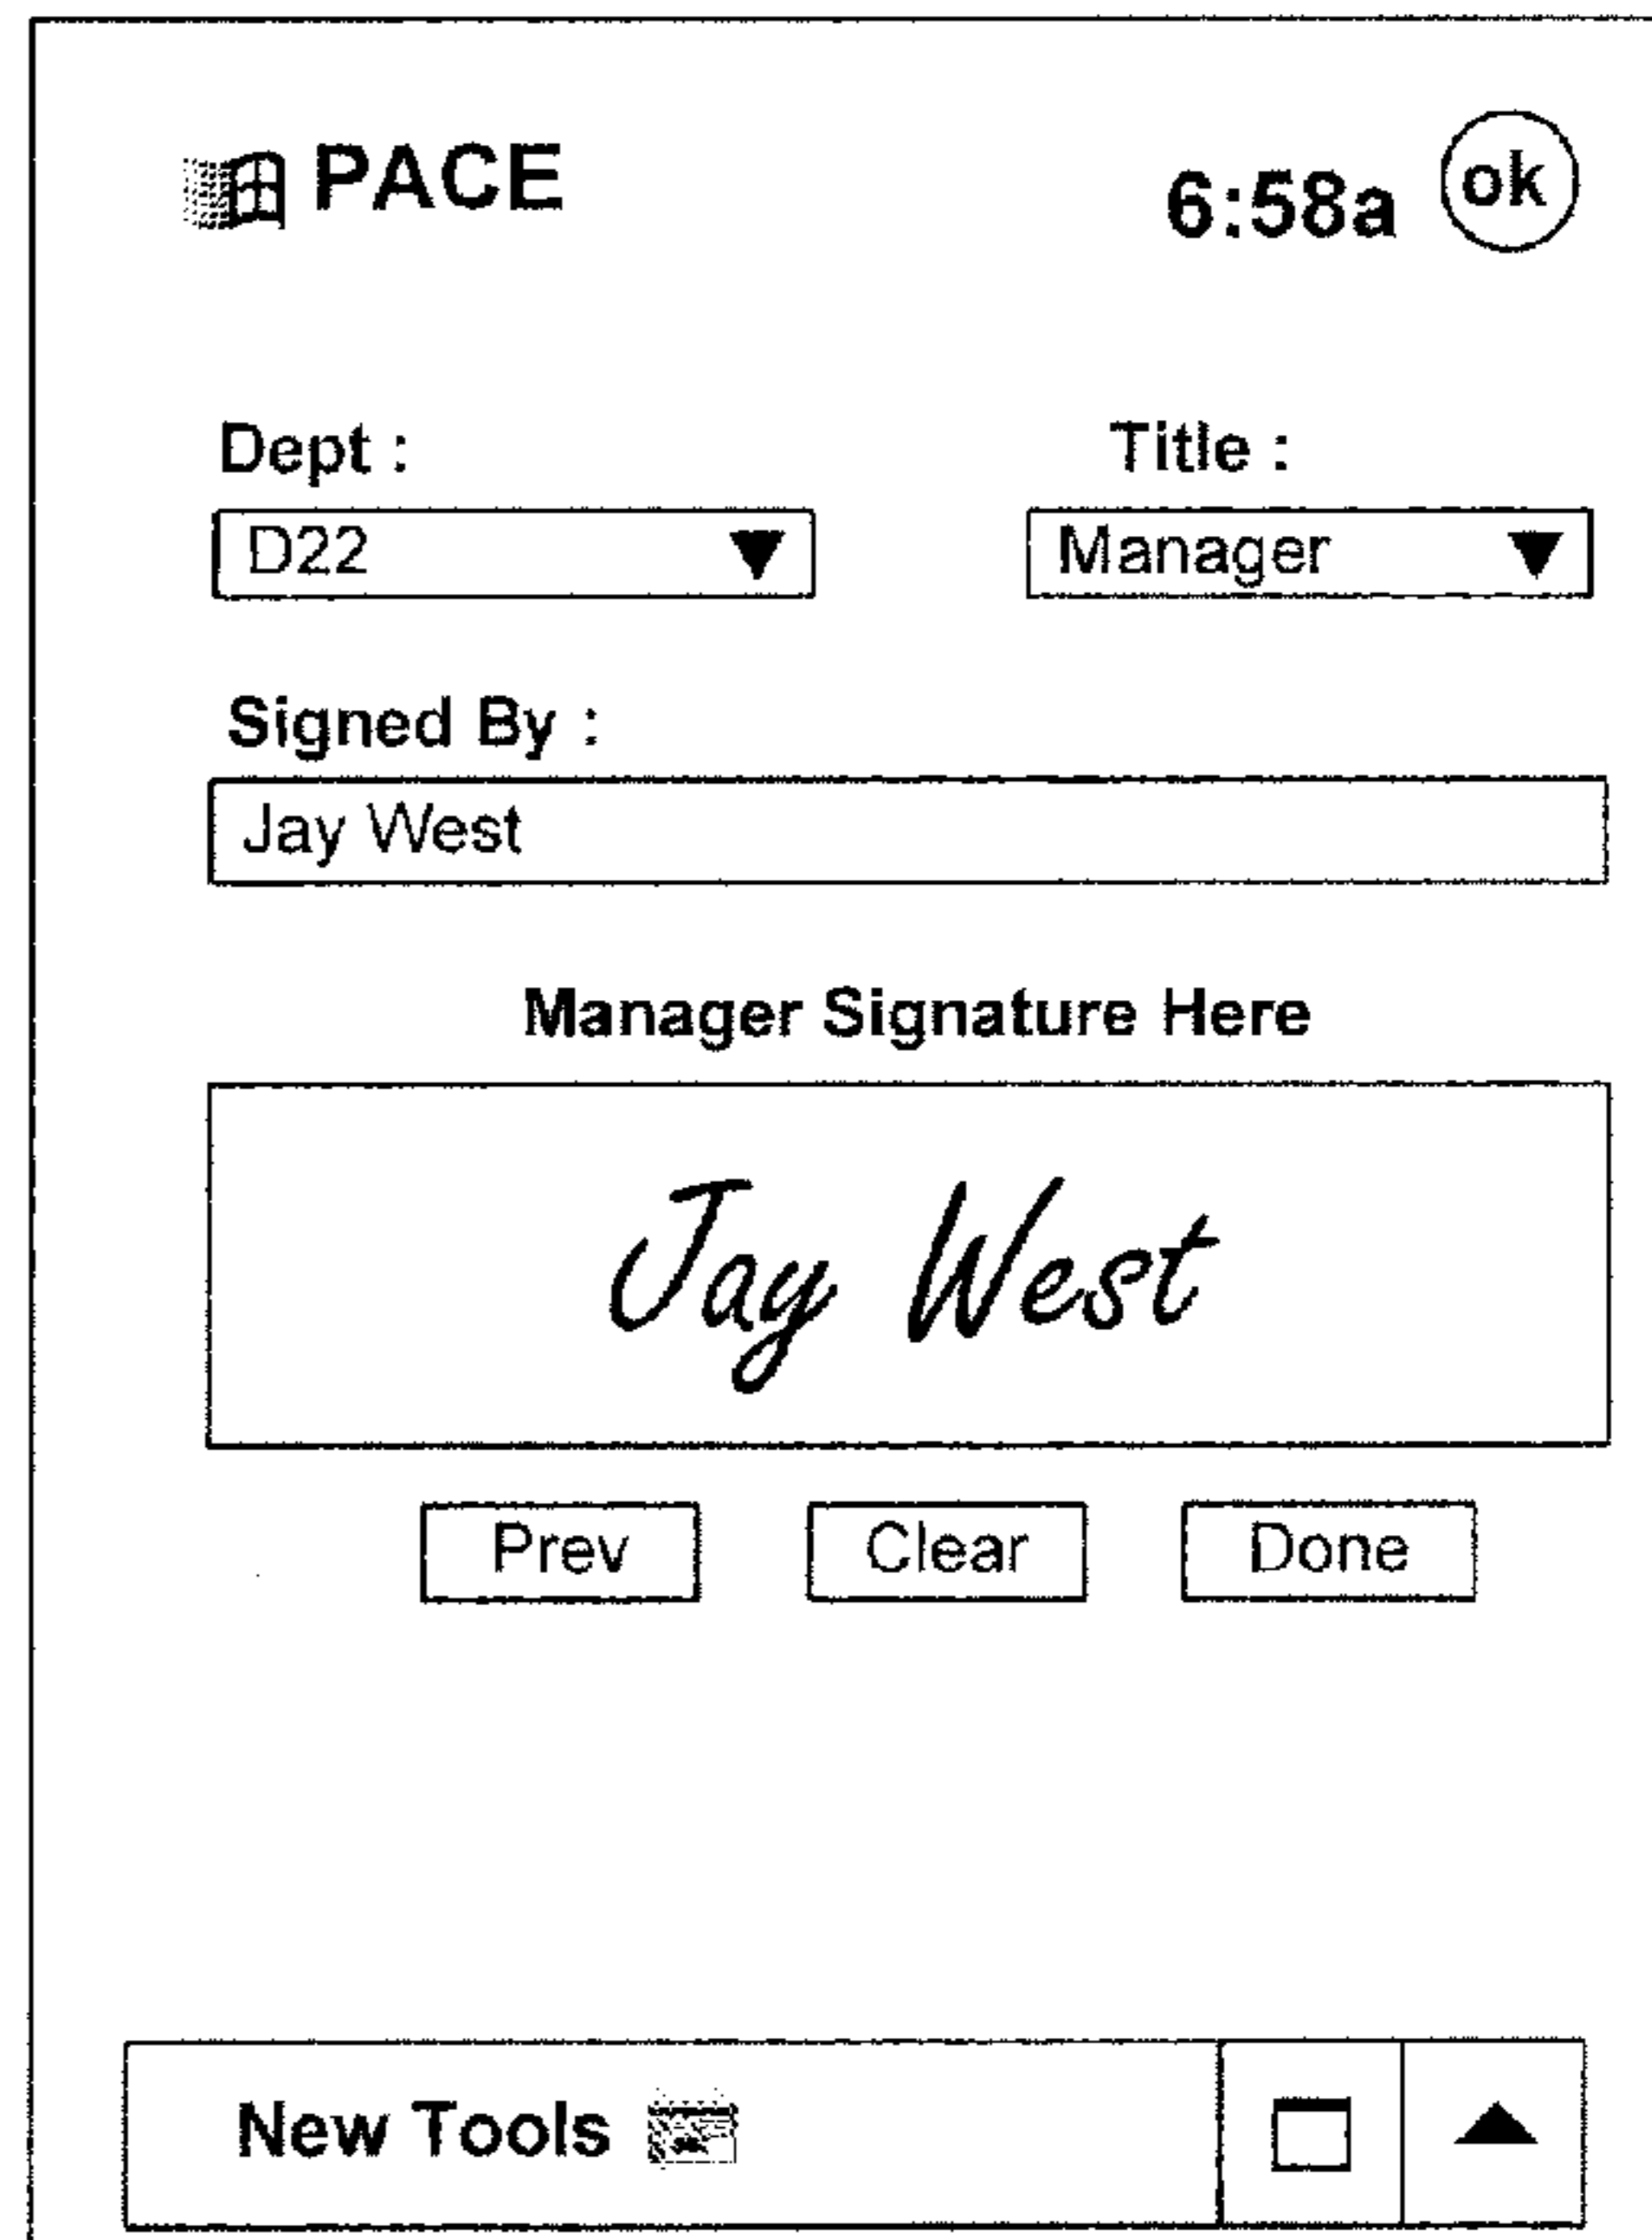 PACE 6:58a ok
Dept : Title :
D22 Manager
Signed By :
Jay West
Manager Signature Here
Jay West
Prev Clear Done
New Tools